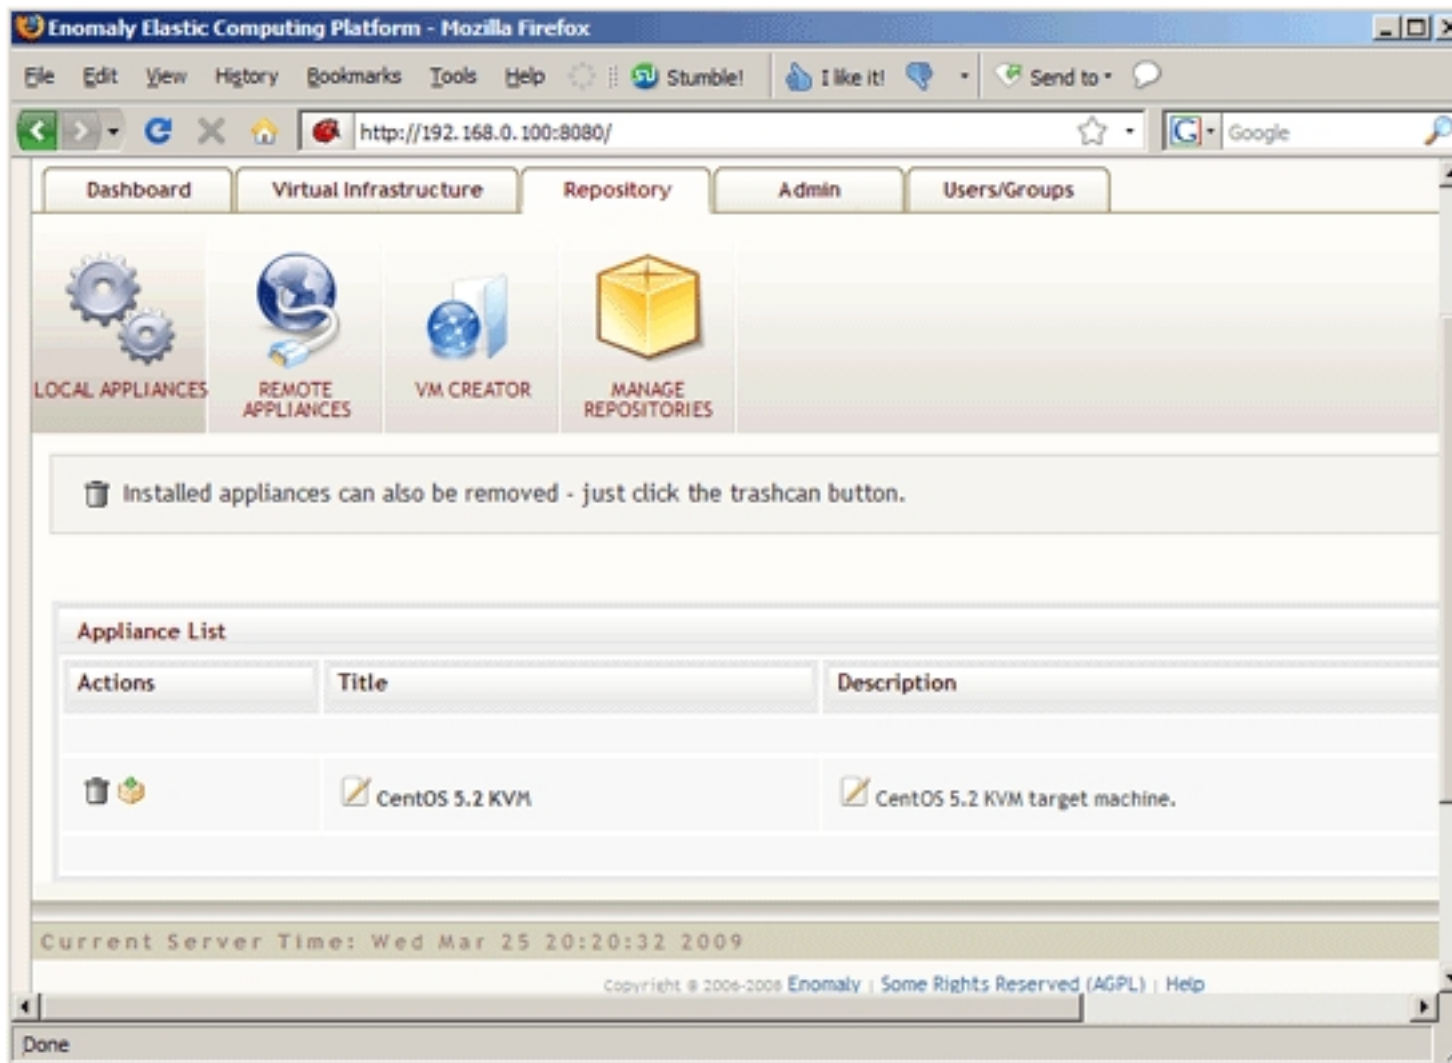 Enomaly Elastic Computing Platform - Mozilla Firefox
File Edit View History Bookmarks Tools Help Stumble! I like it! Send to
http://192.168.0.100:8080/ Google
Dashboard Virtual Infrastructure Repository Admin Users/Groups
LOCAL APPLIANCES REMOTE APPLIANCES VM CREATOR MANAGE REPOSITORIES
Installed appliances can also be removed - just click the trashcan button.
Appliance List
Actions Title Description
CentOS 5.2 KVM CentOS 5.2 KVM target machine.
Current Server Time: Wed Mar 25 20:20:32 2009
Copyright © 2006-2008 Enomaly | Some Rights Reserved (AGPL) | Help
Done